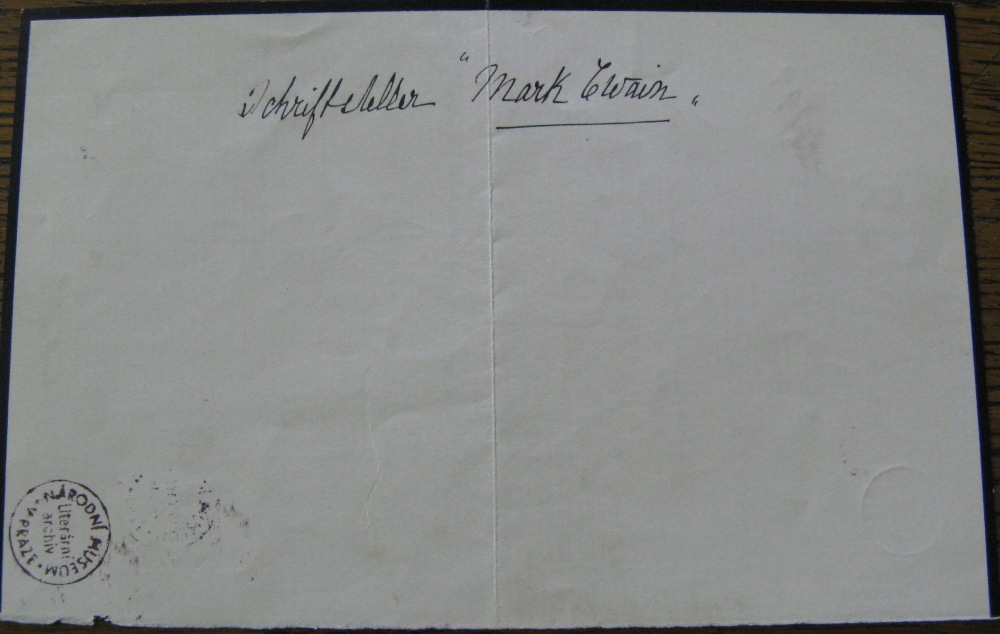 Schriftsteller "Mark Twain"
NÁRODNÍ MUSEUM • V PRAZE •
Literární
archiv